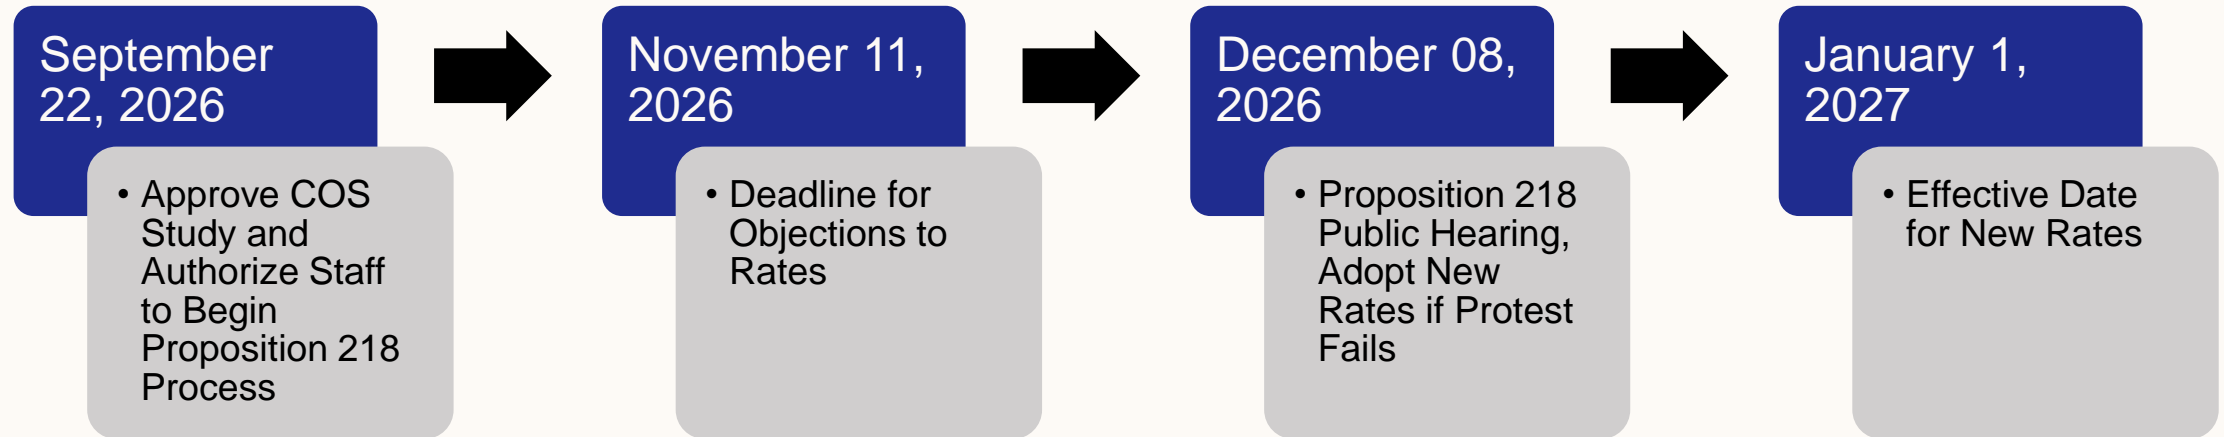 September
22, 2026
• Approve COS
Study and
Authorize Staff
to Begin
Proposition 218
Process
November 11,
2026
• Deadline for
Objections to
Rates
December 08,
2026
• Proposition 218
Public Hearing,
Adopt New
Rates if Protest
Fails
January 1,
2027
• Effective Date
for New Rates